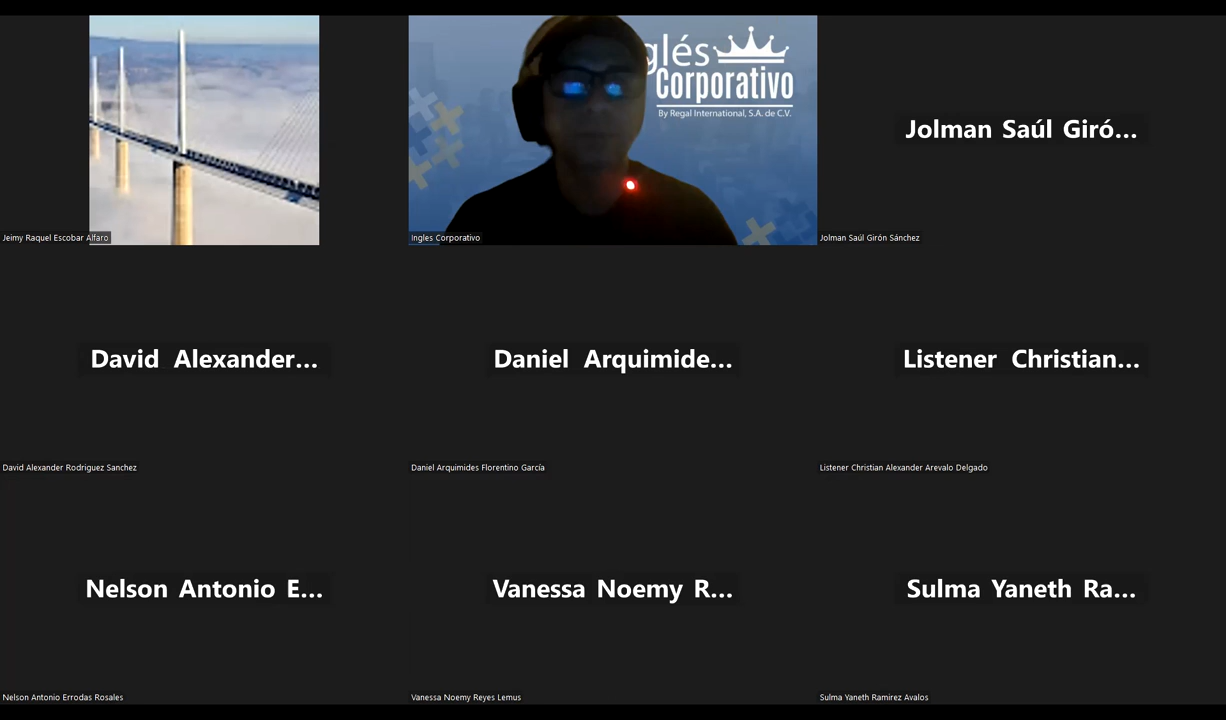 glés
Corporativo
By Regal International, S.A. de C.V.
Jolman Saúl Giró...
Jeimy Raquel Escobar Alfaro
Ingles Corporativo
Jolman Saúl Girón Sánchez
David Alexander...
Daniel Arquimide...
Listener Christian...
David Alexander Rodriguez Sanchez
Daniel Arquimides Florentino García
Listener Christian Alexander Arevalo Delgado
Nelson Antonio E...
Vanessa Noemy R...
Sulma Yaneth Ra...
Nelson Antonio Errodas Rosales
Vanessa Noemy Reyes Lemus
Sulma Yaneth Ramirez Avalos